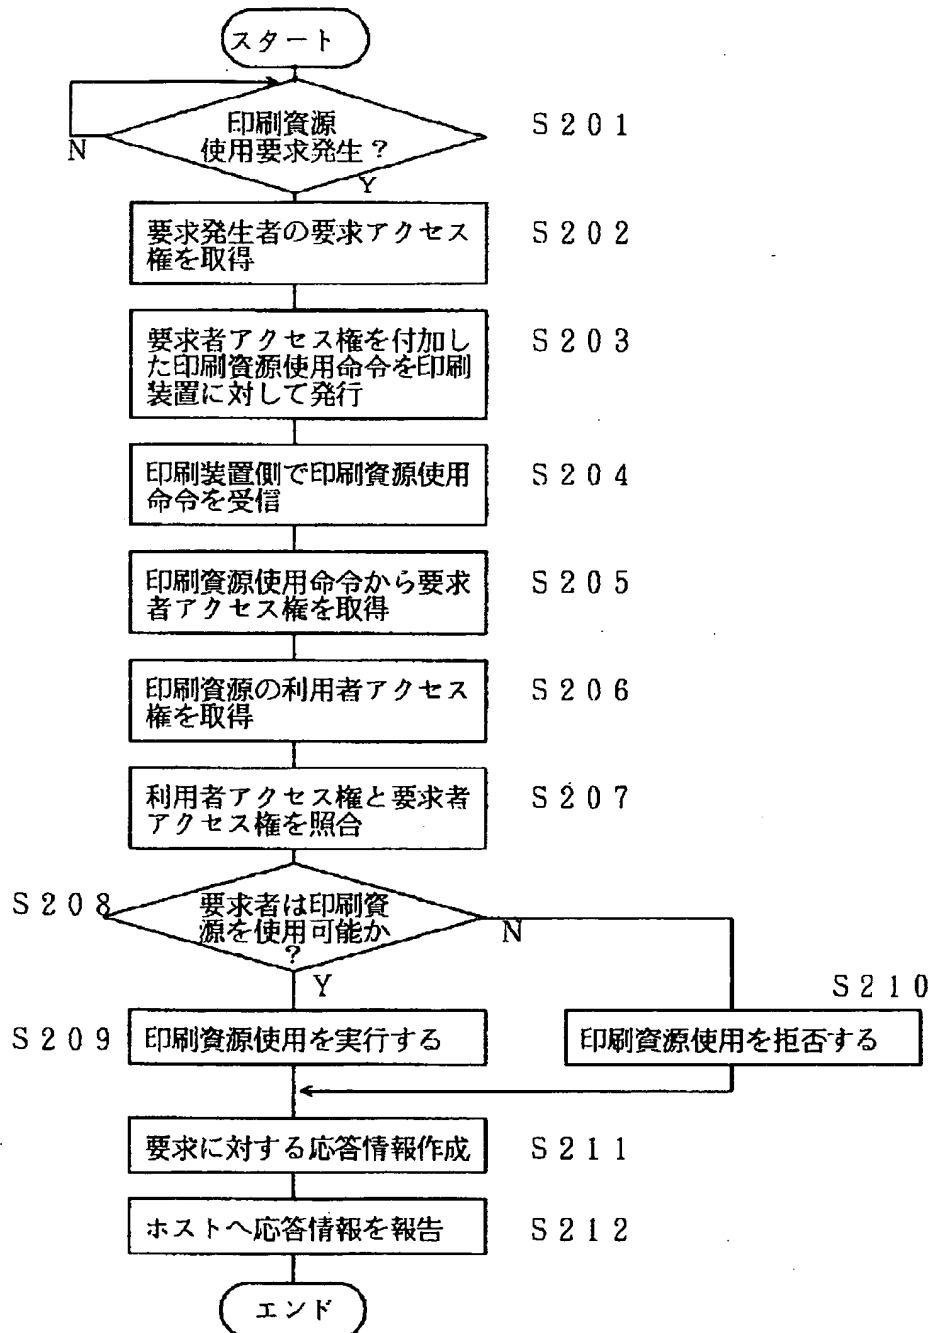 スタート
印刷資源
使用要求発生?
S201
N
Y
要求発生者の要求アクセス
権を取得
S202
要求者アクセス権を付加し
た印刷資源使用命令を印刷
装置に対して発行
S203
印刷装置側で印刷資源使用
命令を受信
S204
印刷資源使用命令から要求
者アクセス権を取得
S205
印刷資源の利用者アクセス
権を取得
S206
利用者アクセス権と要求者
アクセス権を照合
S207
S208
要求者は印刷資
源を使用可能か
?
N
Y
S210
S209
印刷資源使用を実行する
印刷資源使用を拒否する
要求に対する応答情報作成
S211
ホストへ応答情報を報告
S212
エンド